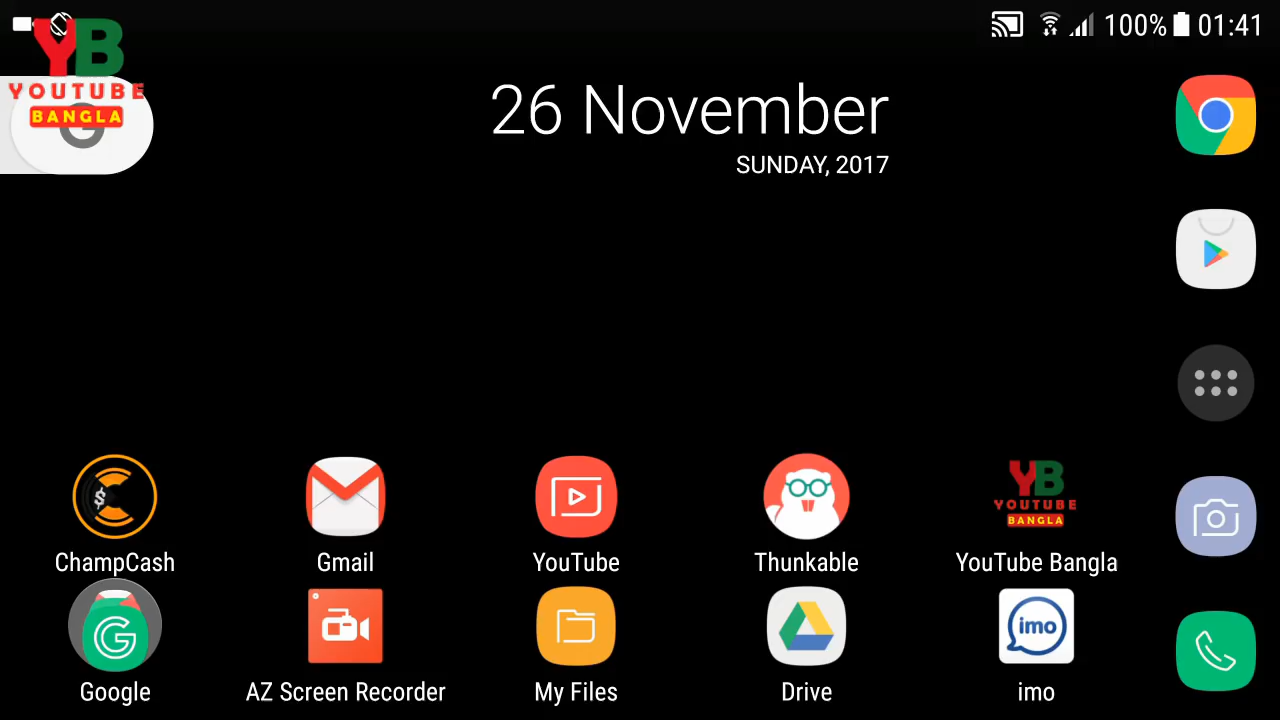 100% 01:41
YB
YOUTUBE
BANGLA
G
26 November
SUNDAY, 2017
YB
YOUTUBE
BANGLA
ChampCash
Gmail
YouTube
Thunkable
YouTube Bangla
G
imo
Google
AZ Screen Recorder
My Files
Drive
imo